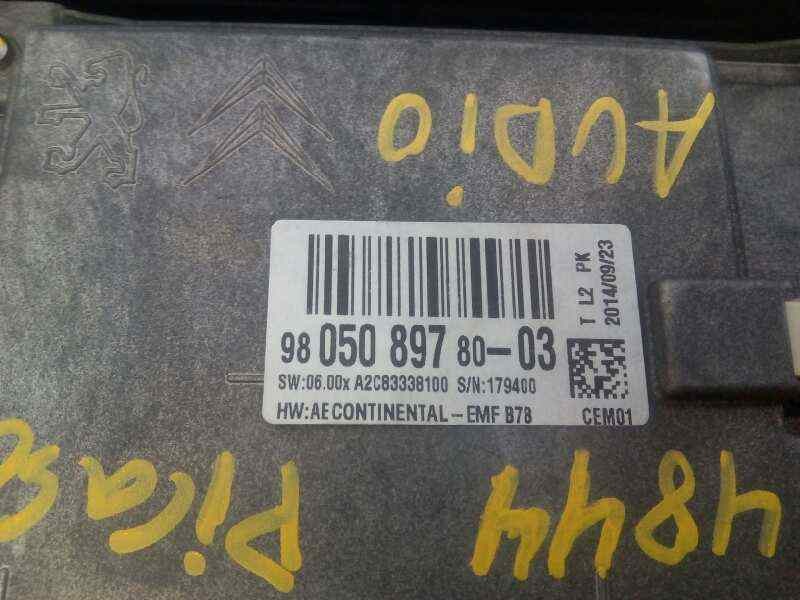 AUDIO
T L2 PK
2014/09/23
98 050 897 80-03
SW:06.00x A2C83338100 S/N:179400
HW:AE CONTINENTAL-EMF B78
CEM01
4844